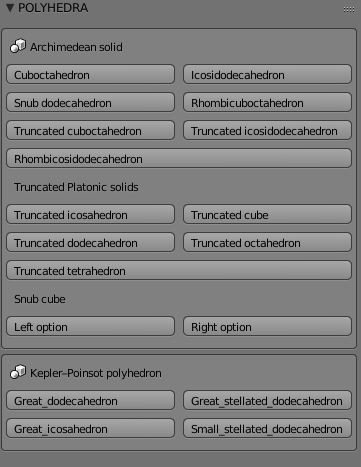 POLYHEDRA
Archimedean solid
Cuboctahedron Icosidodecahedron
Snub dodecahedron Rhombicuboctahedron
Truncated cuboctahedron Truncated icosidodecahedron
Rhombicosidodecahedron
Truncated Platonic solids
Truncated icosahedron Truncated cube
Truncated dodecahedron Truncated octahedron
Truncated tetrahedron
Snub cube
Left option Right option
Kepler–Poinsot polyhedron
Great_dodecahedron Great_stellated_dodecahedron
Great_icosahedron Small_stellated_dodecahedron